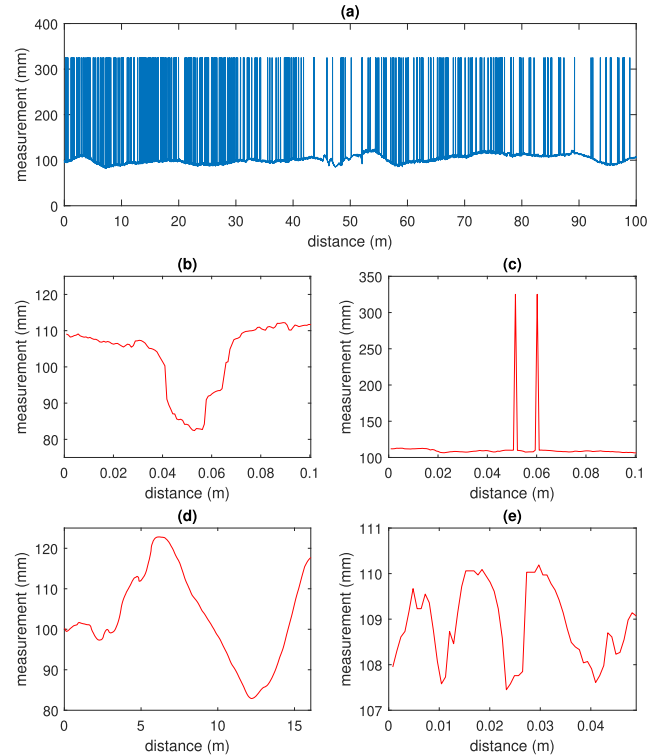 (a)
400
300
200
100
0
measurement (mm)
0 10 20 30 40 50 60 70 80 90 100
distance (m)
(b)
120
110
100
90
80
measurement (mm)
0 0.02 0.04 0.06 0.08 0.1
distance (m)
(c)
350
300
250
200
150
100
measurement (mm)
0 0.02 0.04 0.06 0.08 0.1
distance (m)
(d)
120
110
100
90
80
measurement (mm)
0 5 10 15
distance (m)
(e)
111
110
109
108
107
measurement (mm)
0 0.01 0.02 0.03 0.04
distance (m)